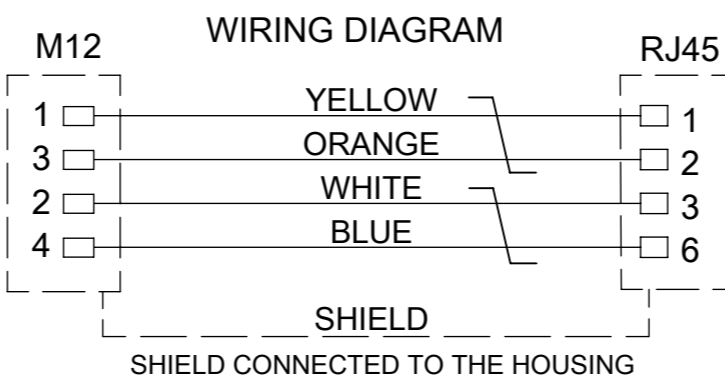 WIRING DIAGRAM
M12 RJ45
1 YELLOW 1
3 ORANGE 2
2 WHITE 3
4 BLUE 6
SHIELD
SHIELD CONNECTED TO THE HOUSING